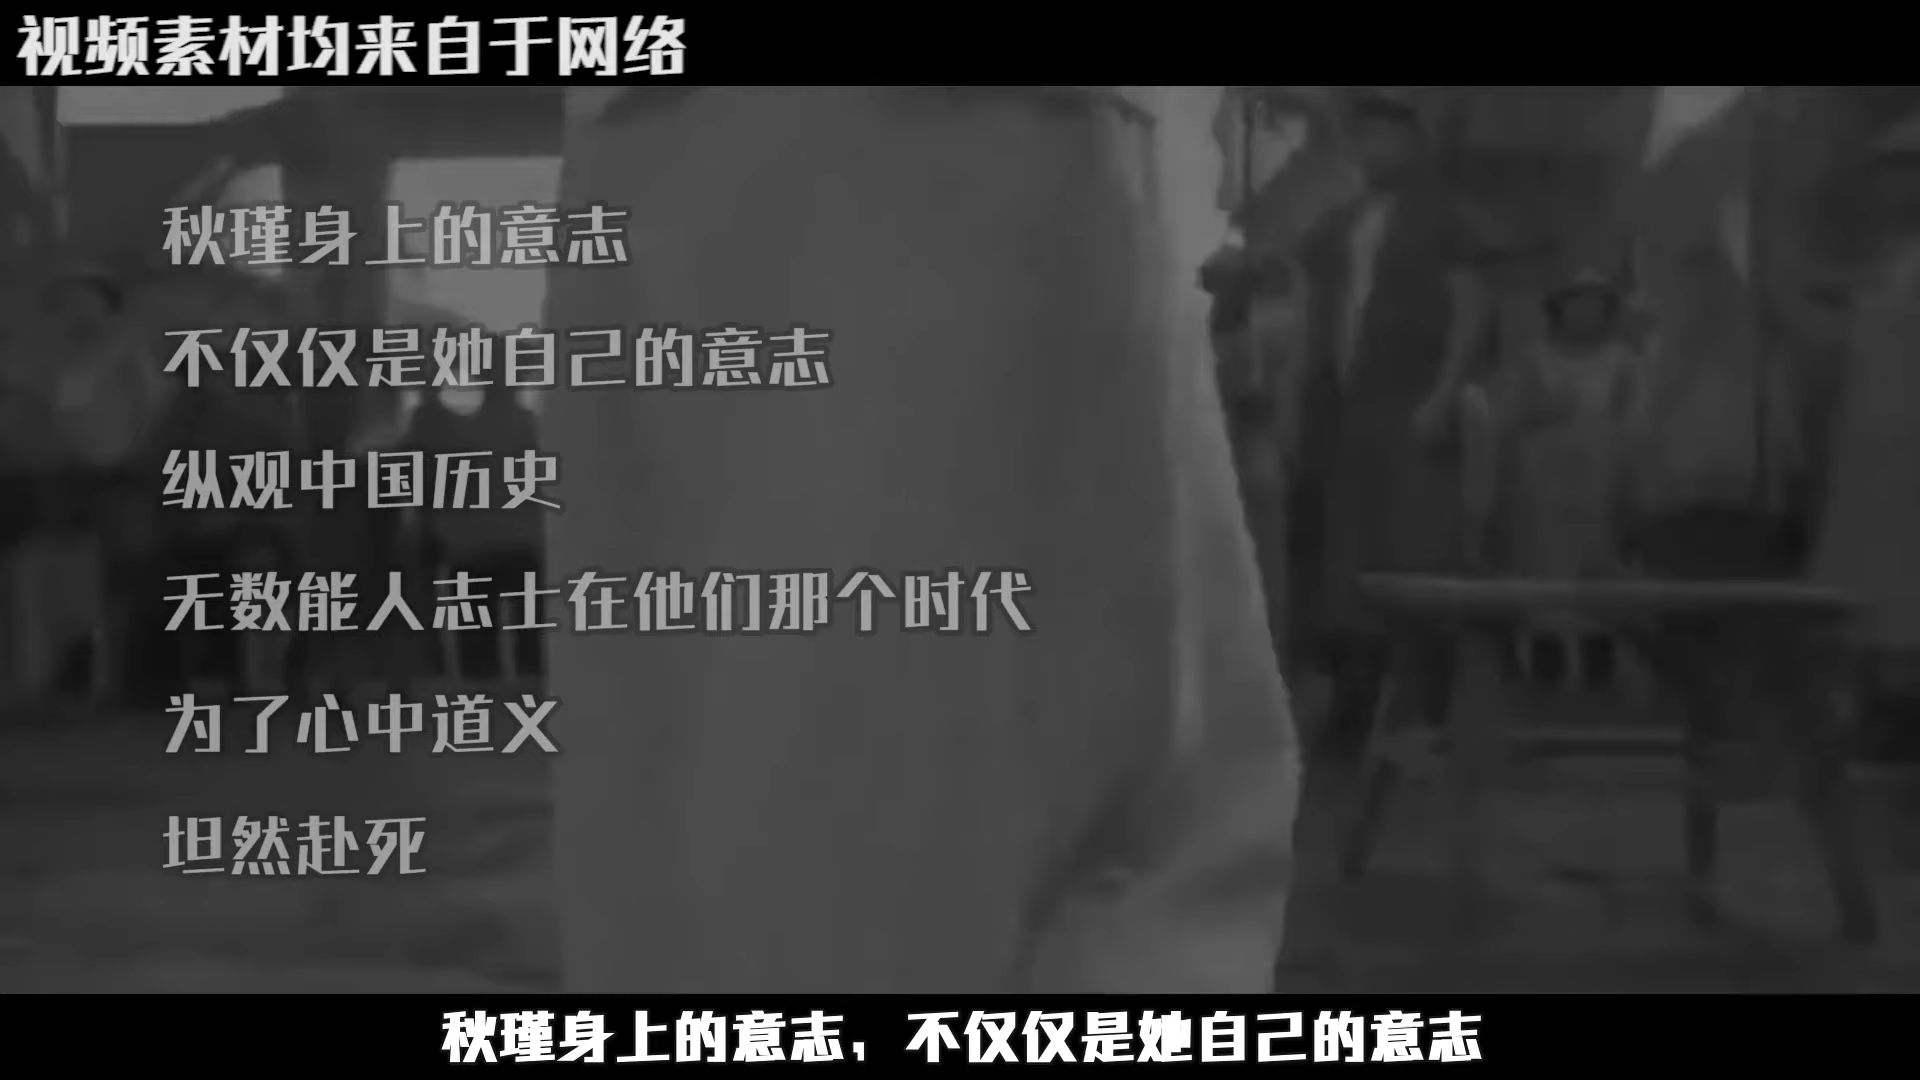 视频素材均来自于网络
秋瑾身上的意志
不仅仅是她自己的意志
纵观中国历史
无数能人志士在他们那个时代
为了心中道义
坦然赴死
秋瑾身上的意志，不仅仅是她自己的意志